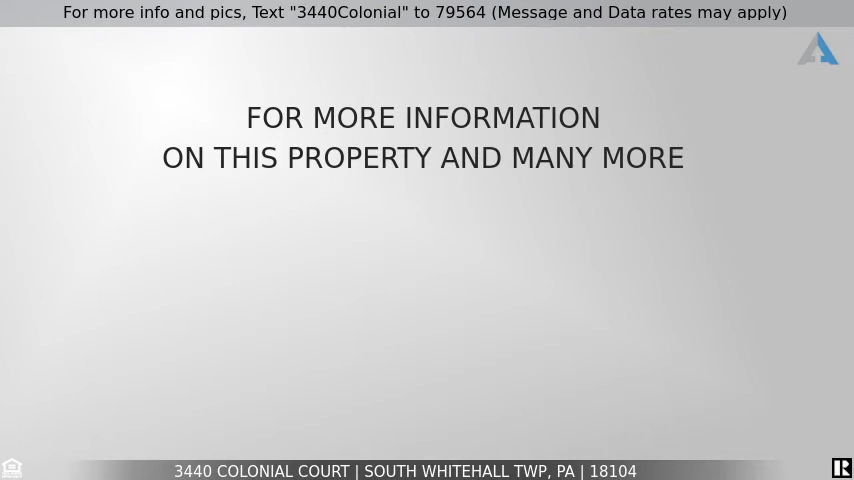 For more info and pics, Text "3440Colonial" to 79564 (Message and Data rates may apply)
FOR MORE INFORMATION
ON THIS PROPERTY AND MANY MORE
3440 COLONIAL COURT | SOUTH WHITEHALL TWP, PA | 18104